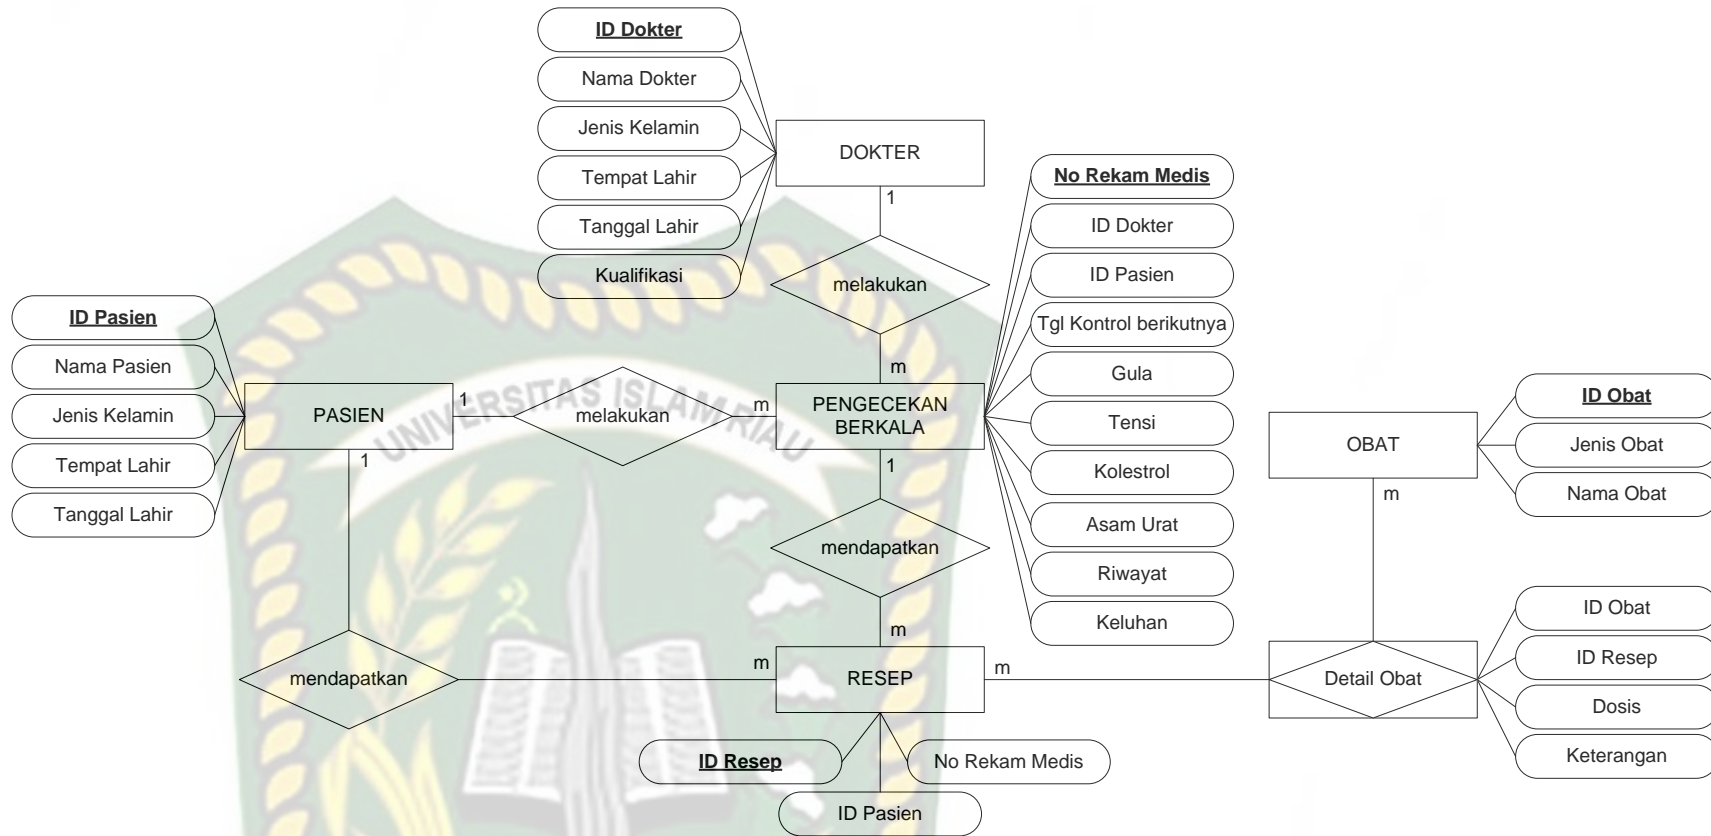 ID Dokter
Nama Dokter
Jenis Kelamin
Tempat Lahir
Tanggal Lahir
Kualifikasi
DOKTER
1
melakukan
m
No Rekam Medis
ID Dokter
ID Pasien
Tgl Kontrol berikutnya
Gula
Tensi
Kolestrol
Asam Urat
Riwayat
Keluhan
ID Pasien
Nama Pasien
Jenis Kelamin
Tempat Lahir
Tanggal Lahir
PASIEN
1
melakukan
m
PENGECEKAN
BERKALA
UNIVERSITAS ISLAM RIAU
1
1
mendapatkan
m
mendapatkan
m
RESEP
m
ID Resep
No Rekam Medis
ID Pasien
OBAT
m
ID Obat
Jenis Obat
Nama Obat
Detail Obat
ID Obat
ID Resep
Dosis
Keterangan